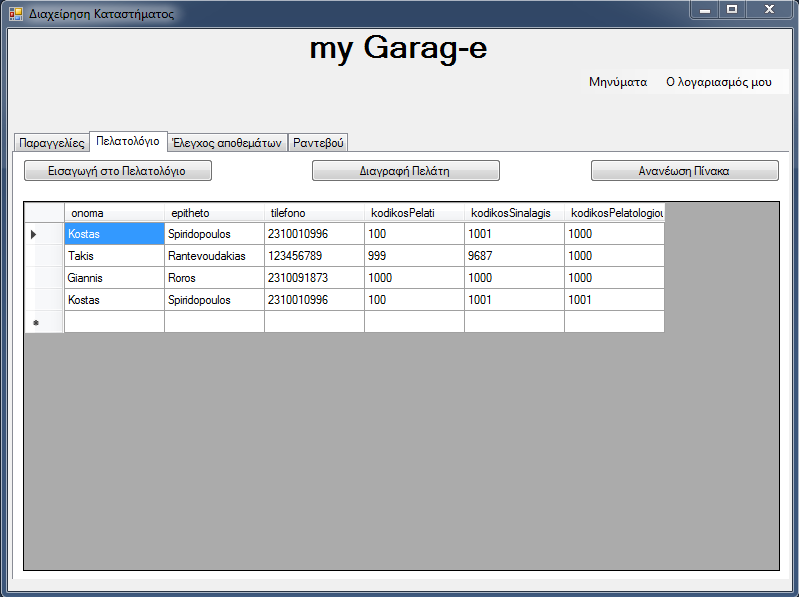 Διαχείρηση Καταστήματος
my Garag-e
Μηνύματα Ο λογαριασμός μου
Παραγγελίες Πελατολόγιο Έλεγχος αποθεμάτων Ραντεβού
Εισαγωγή στο Πελατολόγιο Διαγραφή Πελάτη Ανανέωση Πίνακα
onoma epitheto tilefono kodikosPelati kodikosSinalagis kodikosPelatologiou
Kostas Spiridopoulos 2310010996 100 1001 1000
Takis Rantevoudakias 123456789 999 9687 1000
Giannis Roros 2310091873 1000 1000 1000
Kostas Spiridopoulos 2310010996 100 1001 1001